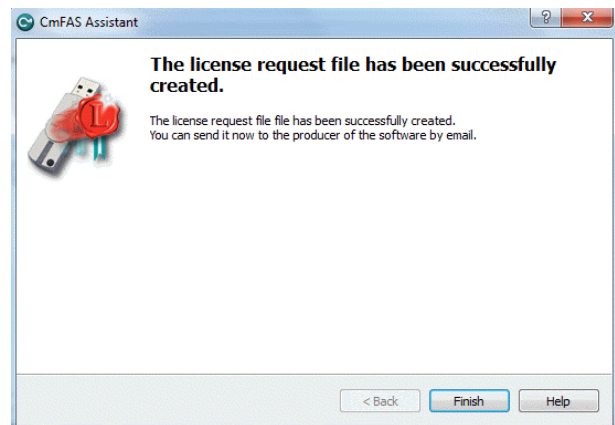 CmFAS Assistant
The license request file has been successfully
created.
The license request file file has been successfully created.
You can send it now to the producer of the software by email.
L
< Back Finish Help